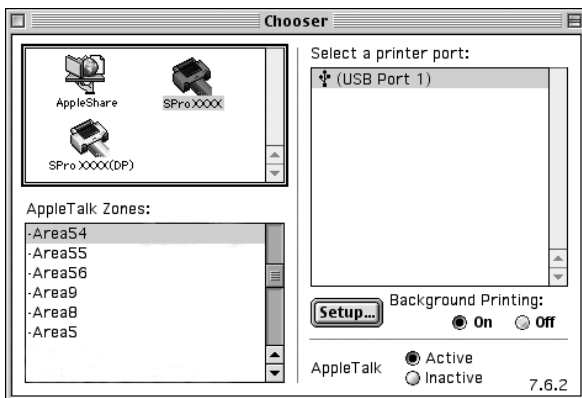 Chooser
AppleShare
SPro XXXX
SPro XXXX(DP)
AppleTalk Zones:
-Area54
-Area55
-Area56
-Area9
-Area8
-Area5
Select a printer port:
(USB Port 1)
Setup...
Background Printing:
On Off
AppleTalk
Active
Inactive
7.6.2